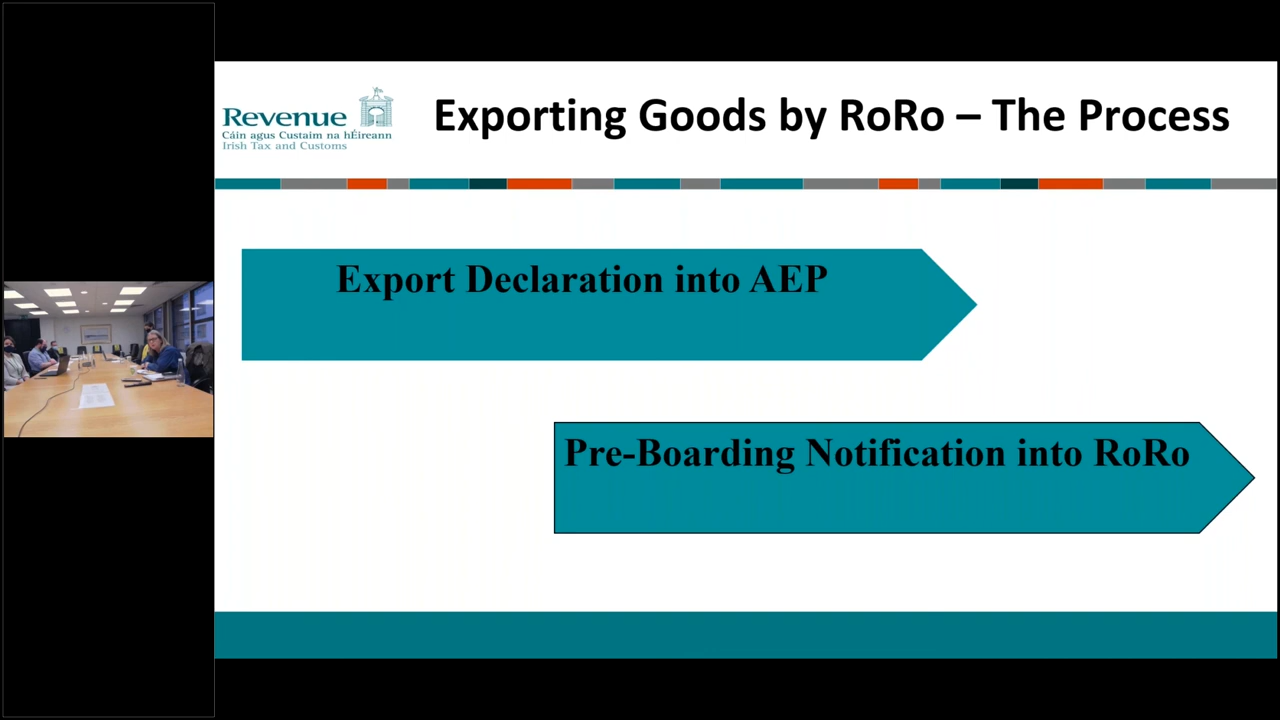 Revenue
Cáin agus Custaim na hÉireann
Irish Tax and Customs
Exporting Goods by RoRo – The Process
Export Declaration into AEP
Pre-Boarding Notification into RoRo